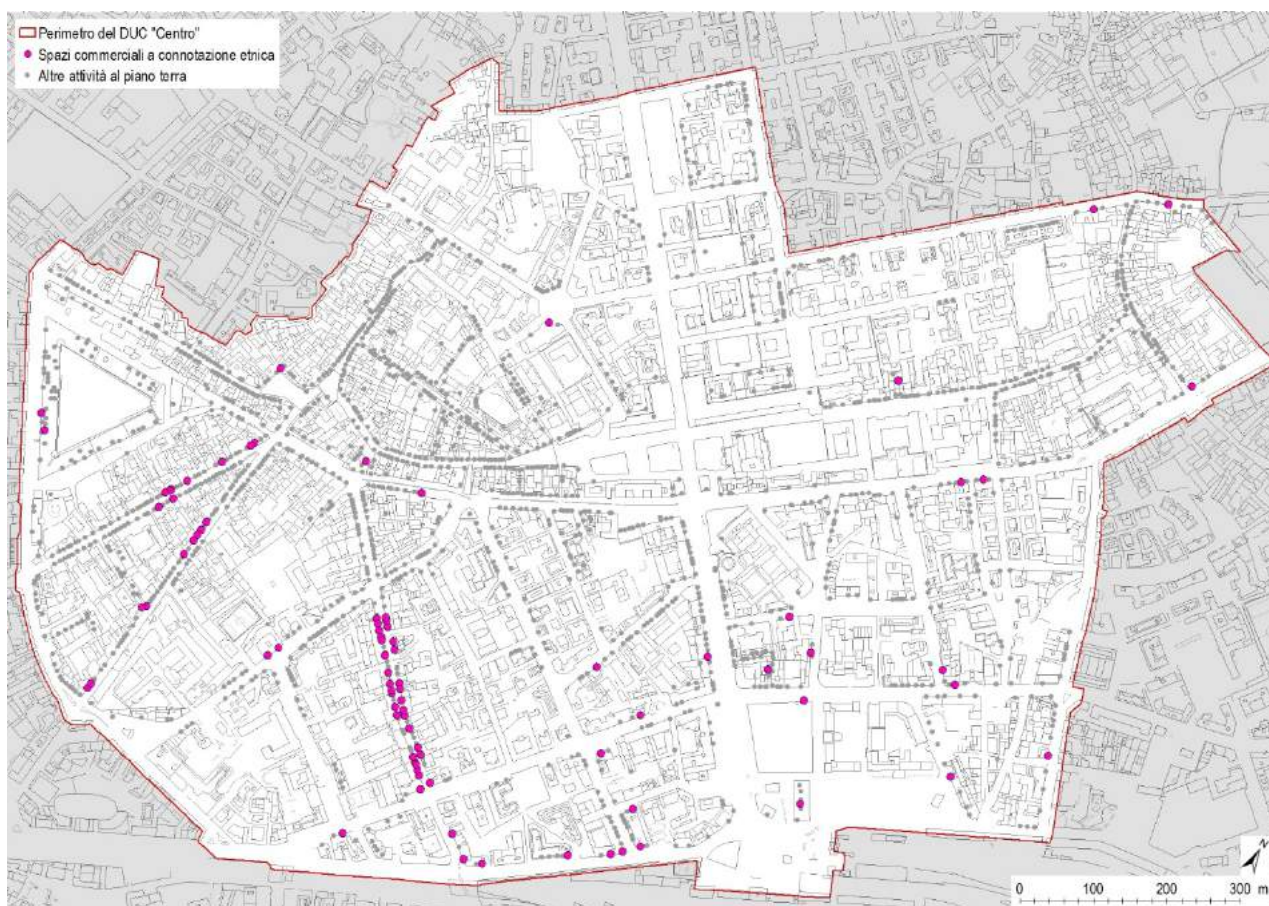 Perimetro del DUC "Centro"
Spazi commerciali a connotazione etnica
Altre attività al piano terra
N
0 100 200 300 m